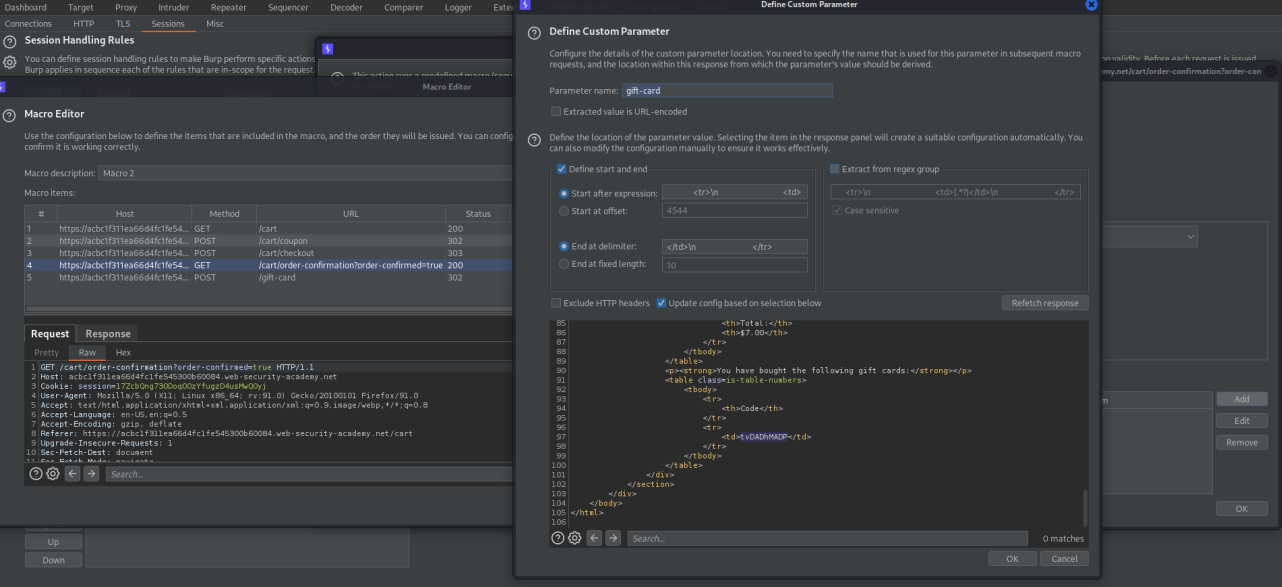 Dashboard Target Proxy Intruder Repeater Sequencer Decoder Comparer Logger
Connections HTTP TLS Sessions Misc
Session Handling Rules
You can define session handling rules to make Burp perform specific actions
Burp applies in sequence each of the rules that are in-scope for the request.
Macro Editor
Macro Editor
Use the configuration below to define the items that are included in the macro, and the order they will be issued. You can config
confirm it is working correctly.
Macro description: Macro 2
Macro items:
# Host Method URL Status
1 https://acbc1f311ea66d4fc1fe54... GET /cart 200
2 https://acbc1f311ea66d4fc1fe54... POST /cart/coupon 302
3 https://acbc1f311ea66d4fc1fe54... POST /cart/checkout 303
4 https://acbc1f311ea66d4fc1fe54... GET /cart/order-confirmation?order-confirmed=true 200
5 https://acbc1f311ea66d4fc1fe54... POST /gift-card 302
Request Response
Pretty Raw Hex
1 GET /cart/order-confirmation?order-confirmed=true HTTP/1.1
2 Host: acbc1f311ea66d4fc1fe545300b60084.web-security-academy.net
3 Cookie: session=17ZcbQng730DoqOOzYfugzD4usMwQOyj
4 User-Agent: Mozilla/5.0 (X11; Linux x86_64; rv:91.0) Gecko/20100101 Firefox/91.0
5 Accept: text/html,application/xhtml+xml,application/xml;q=0.9,image/webp,*/*;q=0.8
6 Accept-Language: en-US,en;q=0.5
7 Accept-Encoding: gzip, deflate
8 Referer: https://acbc1f311ea66d4fc1fe545300b60084.web-security-academy.net/cart
9 Upgrade-Insecure-Requests: 1
10 Sec-Fetch-Dest: document
11 Sec-Fetch-Mode: navigate
Search...
Up
Down
Define Custom Parameter
Define Custom Parameter
Configure the details of the custom parameter location. You need to specify the name that is used for this parameter in subsequent macro
requests, and the location within this response from which the parameter's value should be derived.
Parameter name: gift-card
Extracted value is URL-encoded
Define the location of the parameter value. Selecting the item in the response panel will create a suitable configuration automatically. You
can also modify the configuration manually to ensure it works effectively.
Define start and end
Start after expression: <tr>\n <td>
Start at offset: 4544
End at delimiter: </td>\n </tr>
End at fixed length: 10
Extract from regex group
<tr>\n <td>(.*?)</td>\n </tr>
Case sensitive
Exclude HTTP headers Update config based on selection below Refetch response
85 <th>Total:</th>
86 <th>$7.00</th>
87 </tr>
88 </tbody>
89 </table>
90 <p><strong>You have bought the following gift cards:</strong></p>
91 <table class=is-table-numbers>
92 <tbody>
93 <tr>
94 <th>Code</th>
95 </tr>
96 <tr>
97 <td>tvDADhMADP</td>
98 </tr>
99 </tbody>
100 </table>
101 </div>
102 </section>
103 </div>
104 </body>
105 </html>
106
Search... 0 matches
OK Cancel
on validity. Before each request is issued
emy.net/cart/order-confirmation?order-con
Add
Edit
Remove
OK